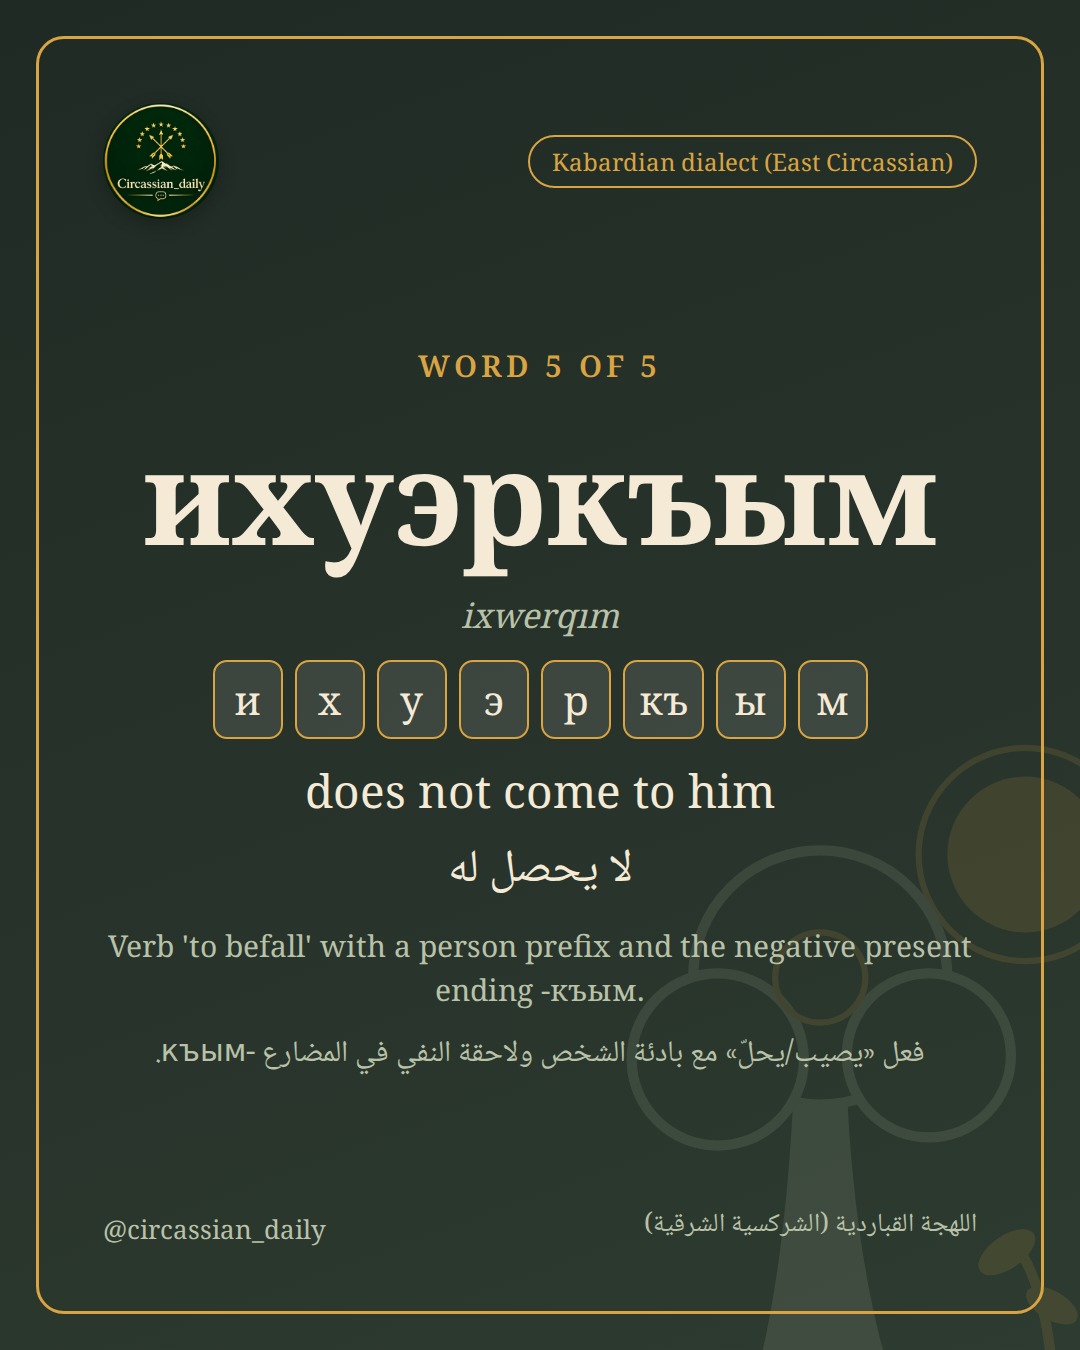 Circassian_daily
Kabardian dialect (East Circassian)
WORD 5 OF 5
ихуэркъым
ixwerqım
и х у э р къ ы м
does not come to him
لا يحصل له
Verb 'to befall' with a person prefix and the negative present
ending -къым.
فعل «يصيب/يحلّ» مع بادئة الشخص ولاحقة النفي في المضارع -къым.
@circassian_daily
اللهجة القباردية (الشركسية الشرقية)